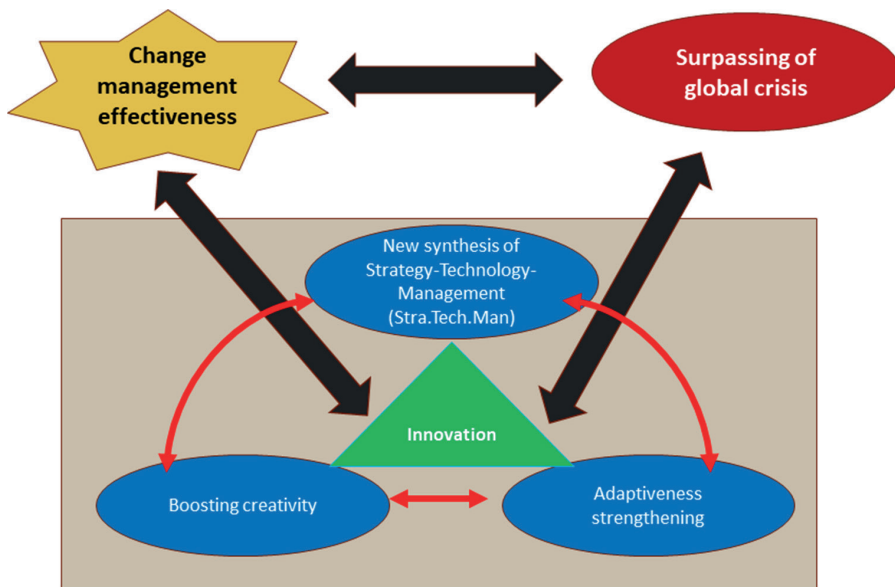 Change
management
effectiveness
Surpassing of
global crisis
New synthesis of
Strategy-Technology-
Management
(Stra.Tech.Man)
Innovation
Boosting creativity
Adaptiveness
strengthening